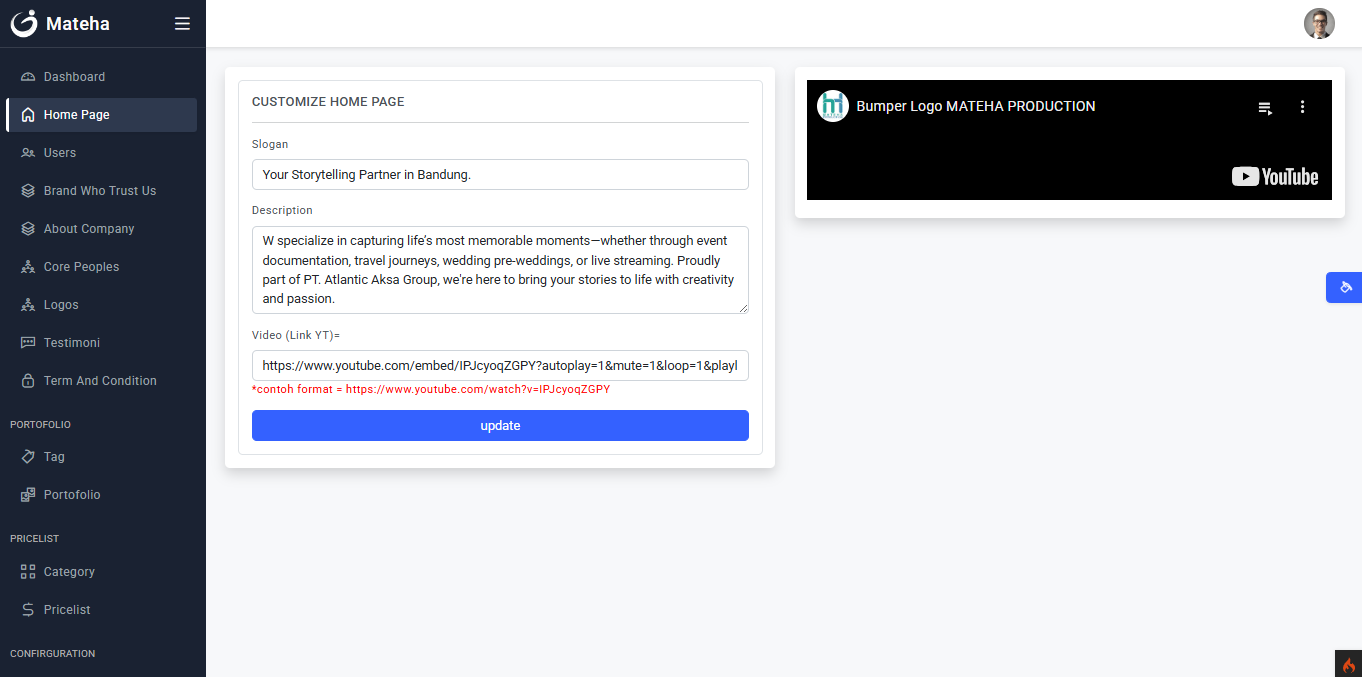 Mateha
Dashboard
Home Page
Users
Brand Who Trust Us
About Company
Core Peoples
Logos
Testimoni
Term And Condition
PORTOFOLIO
Tag
Portofolio
PRICELIST
Category
Pricelist
CONFIRGURATION
CUSTOMIZE HOME PAGE
Slogan
Your Storytelling Partner in Bandung.
Description
W specialize in capturing life’s most memorable moments—whether through event
documentation, travel journeys, wedding pre-weddings, or live streaming. Proudly
part of PT. Atlantic Aksa Group, we're here to bring your stories to life with creativity
and passion.
Video (Link YT)=
https://www.youtube.com/embed/IPJcyoqZGPY?autoplay=1&mute=1&loop=1&playl
*contoh format = https://www.youtube.com/watch?v=IPJcyoqZGPY
update
Bumper Logo MATEHA PRODUCTION
YouTube